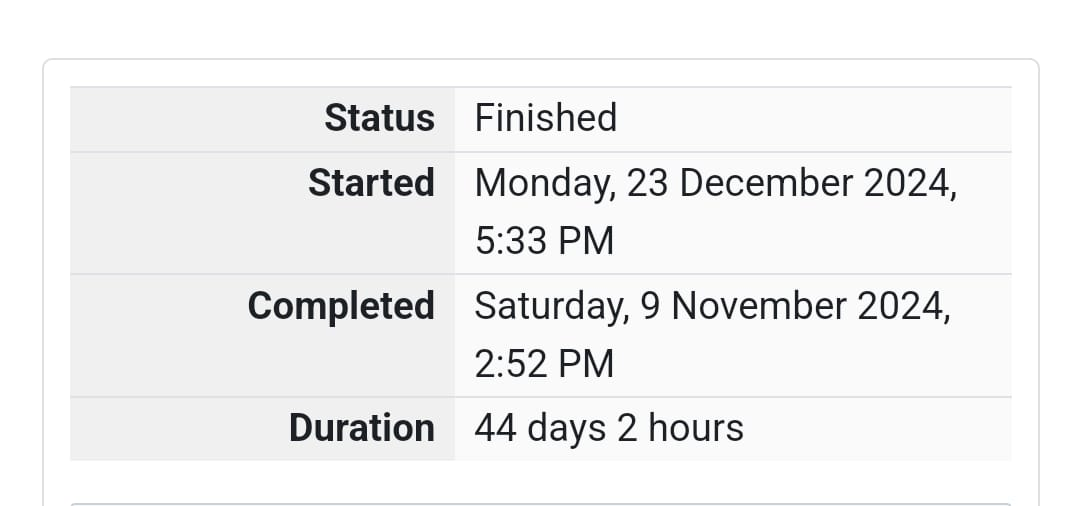 Status Finished
Started Monday, 23 December 2024,
5:33 PM
Completed Saturday, 9 November 2024,
2:52 PM
Duration 44 days 2 hours